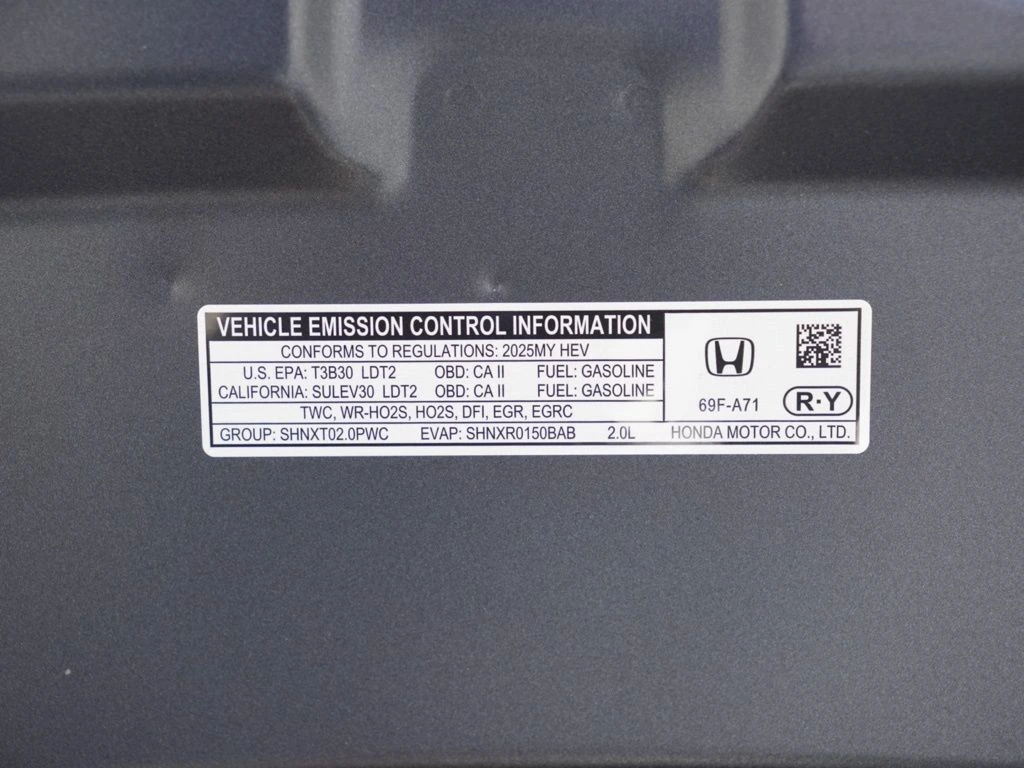 VEHICLE EMISSION CONTROL INFORMATION
CONFORMS TO REGULATIONS: 2025MY HEV
U.S. EPA: T3B30 LDT2 OBD: CA II FUEL: GASOLINE
CALIFORNIA: SULEV30 LDT2 OBD: CA II FUEL: GASOLINE
TWC, WR-HO2S, HO2S, DFI, EGR, EGRC
GROUP: SHNXT02.0PWC EVAP: SHNXR0150BAB 2.0L
69F-A71
R·Y
HONDA MOTOR CO., LTD.